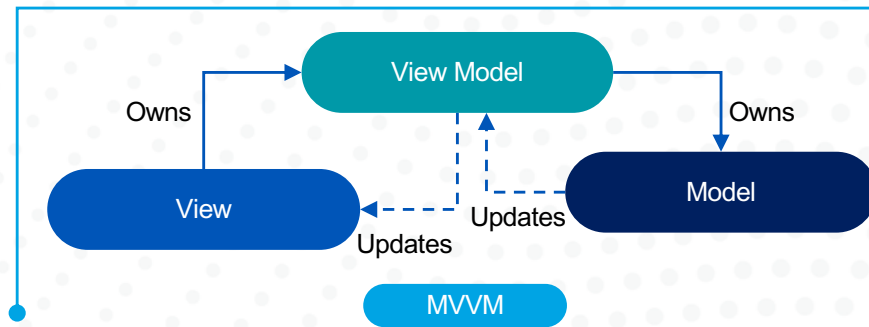 View Model
Owns
Owns
View
Model
Updates
Updates
MVVM